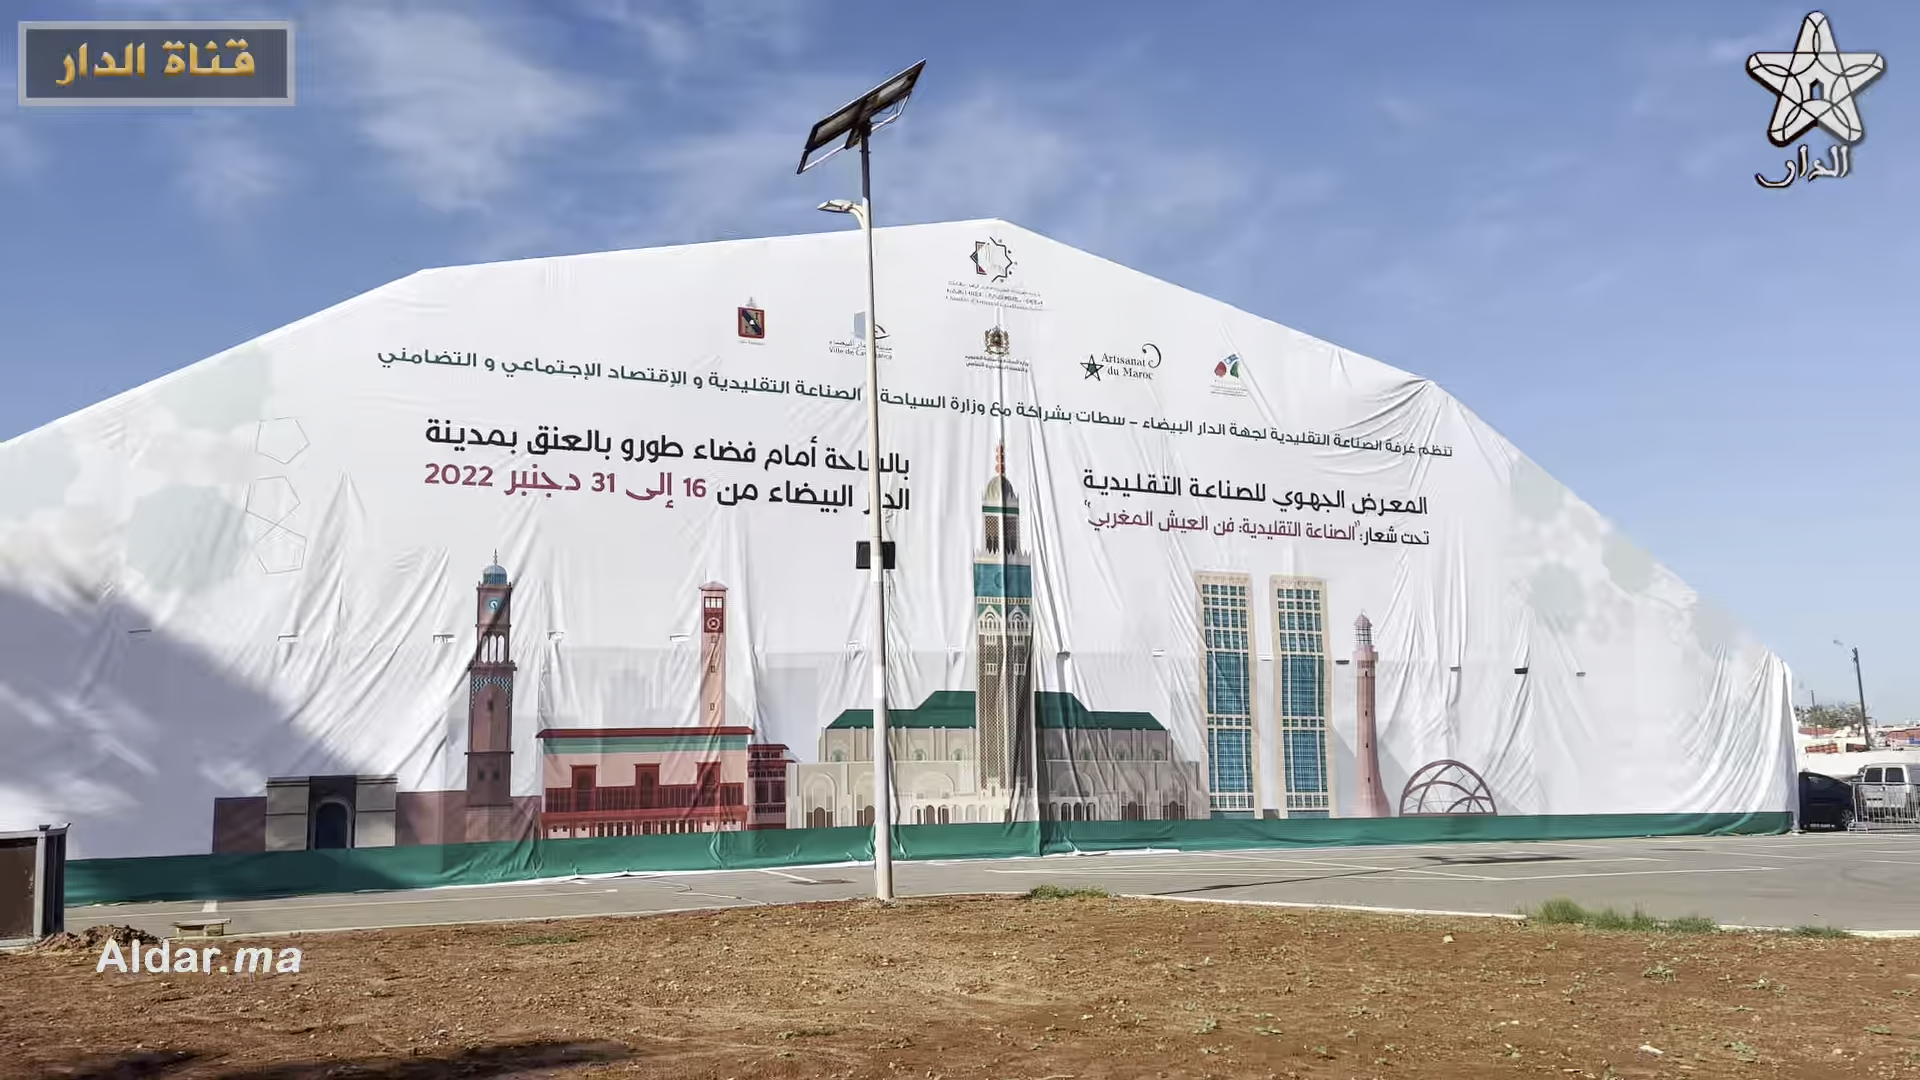 قناة الدار
الدار
Ville de Casablanca
Artisanat
du Maroc
تنظم غرفة الصناعة التقليدية لجهة الدار البيضاء – سطات بشراكة مع وزارة السياحة و الصناعة التقليدية و الإقتصاد الإجتماعي و التضامني
المعرض الجهوي للصناعة التقليدية
تحت شعار: "الصناعة التقليدية: فن العيش المغربي"
بالساحة أمام فضاء طورو بالعنق بمدينة
الدار البيضاء من 16 إلى 31 دجنبر 2022
Aldar.ma